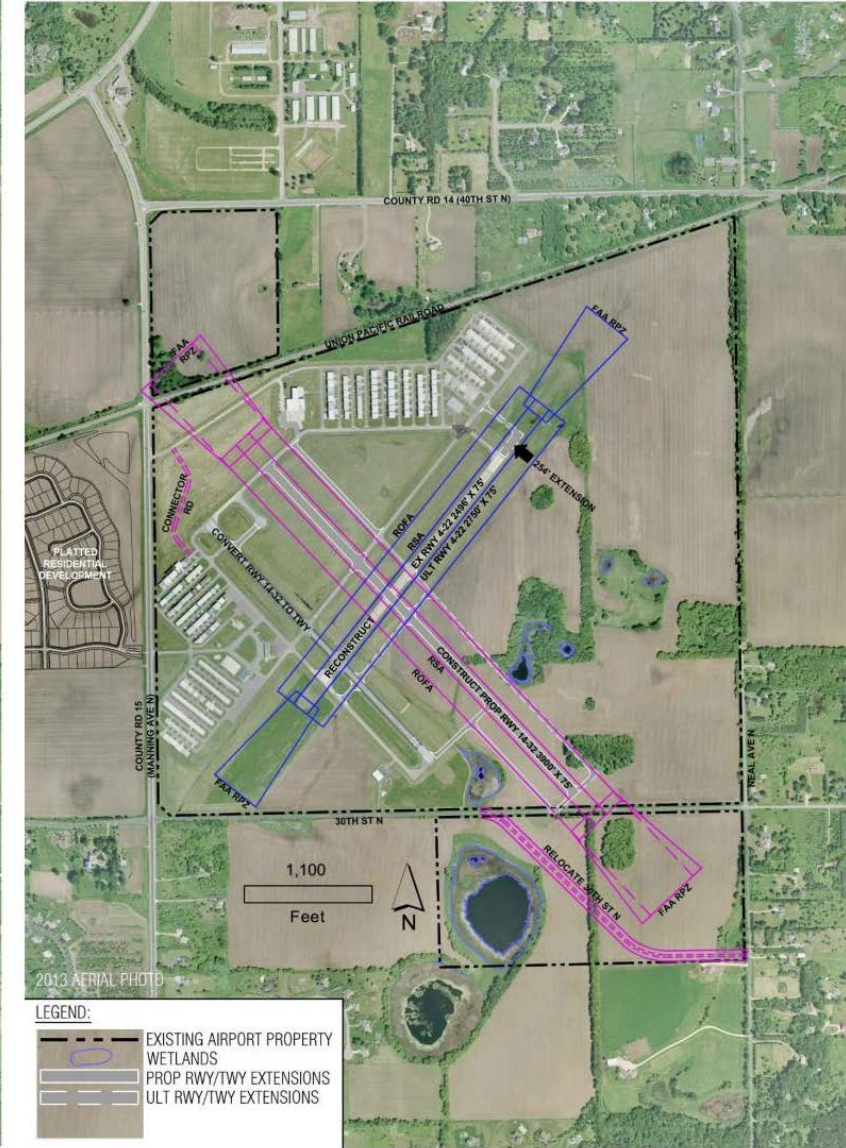 COUNTY RD 14 (40TH ST N)
UNION PACIFIC RAILROAD
FAA
RPZ
FAA RPZ
254' EXTENSION
CONNECTOR
RD
CONVERT RWY 14-32 TO TWY
ROFA
RSA
EX RWY 4-22 2496' X 75'
ULT RWY 4-22 2750' X 75'
PLATTED
RESIDENTIAL
DEVELOPMENT
RECONSTRUCT
RSA
ROFA
CONSTRUCT PROP RWY 14-32 3900' X 75'
COUNTY RD 15
(MANNING AVE N)
NEAL AVE N
FAA RPZ
30TH ST N
RELOCATE 30TH ST N
FAA RPZ
1,100
Feet
N
2013 AERIAL PHOTO
LEGEND:
EXISTING AIRPORT PROPERTY
WETLANDS
PROP RWY/TWY EXTENSIONS
ULT RWY/TWY EXTENSIONS